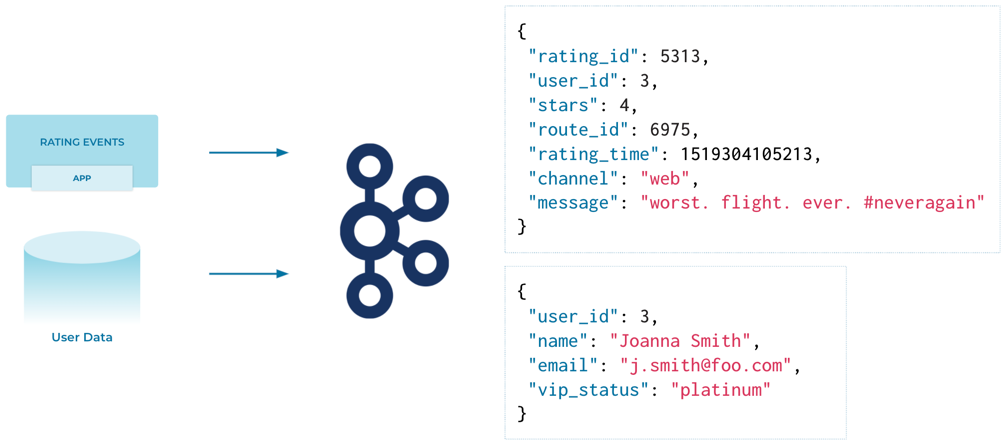 RATING EVENTS
APP
User Data
{
"rating_id": 5313,
"user_id": 3,
"stars": 4,
"route_id": 6975,
"rating_time": 1519304105213,
"channel": "web",
"message": "worst. flight. ever. #neveragain"
}
{
"user_id": 3,
"name": "Joanna Smith",
"email": "j.smith@foo.com",
"vip_status": "platinum"
}